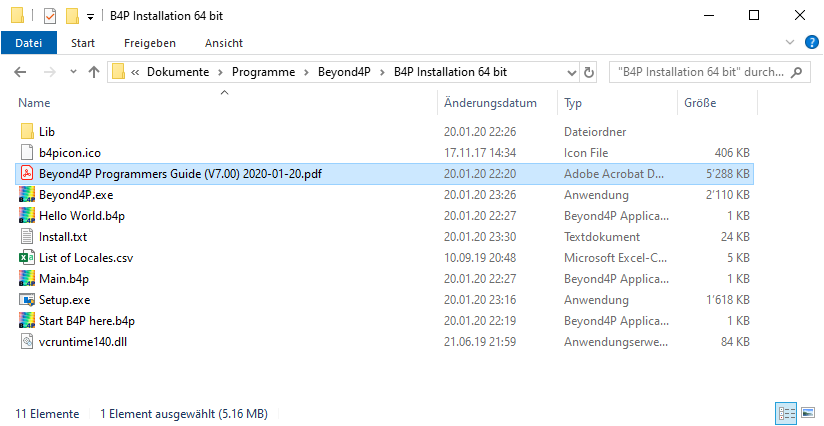 B4P Installation 64 bit
Datei Start Freigeben Ansicht
« Dokumente › Programme › Beyond4P › B4P Installation 64 bit "B4P Installation 64 bit" durch...
Name Änderungsdatum Typ Größe
Lib 20.01.20 22:26 Dateiordner
b4picon.ico 17.11.17 14:34 Icon File 406 KB
Beyond4P Programmers Guide (V7.00) 2020-01-20.pdf 20.01.20 22:20 Adobe Acrobat D... 5'288 KB
Beyond4P.exe 20.01.20 23:26 Anwendung 2'110 KB
Hello World.b4p 20.01.20 22:27 Beyond4P Applica... 1 KB
Install.txt 20.01.20 23:30 Textdokument 24 KB
List of Locales.csv 10.09.19 20:48 Microsoft Excel-C... 5 KB
Main.b4p 20.01.20 22:27 Beyond4P Applica... 1 KB
Setup.exe 20.01.20 23:16 Anwendung 1'618 KB
Start B4P here.b4p 20.01.20 22:19 Beyond4P Applica... 1 KB
vcruntime140.dll 21.06.19 21:59 Anwendungserwe... 84 KB
11 Elemente 1 Element ausgewählt (5.16 MB)